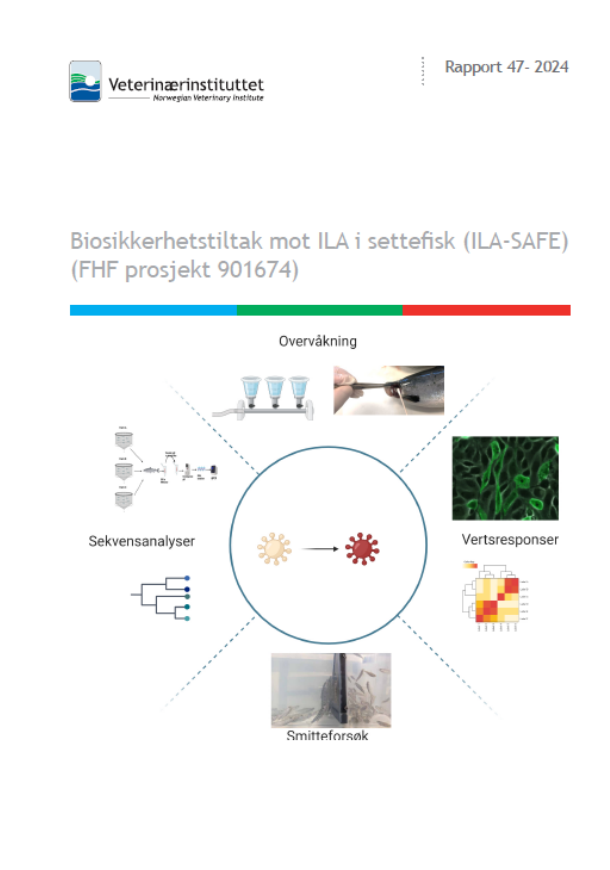 Veterinærinstituttet
Norwegian Veterinary Institute
Rapport 47- 2024
Biosikkerhetstiltak mot ILA i settefisk (ILA-SAFE)
(FHF prosjekt 901674)
Overvåkning
Sekvensanalyser
Vertsresponser
Smitteforsøk